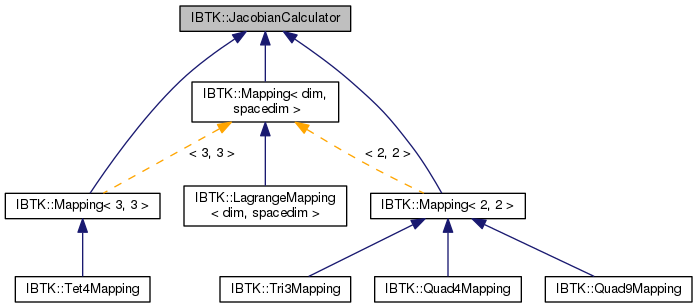 IBTK::JacobianCalculator
IBTK::Mapping< dim,
spacedim >
< 3, 3 >
< 2, 2 >
IBTK::Mapping< 3, 3 >
IBTK::LagrangeMapping
< dim, spacedim >
IBTK::Mapping< 2, 2 >
IBTK::Tet4Mapping
IBTK::Tri3Mapping
IBTK::Quad4Mapping
IBTK::Quad9Mapping